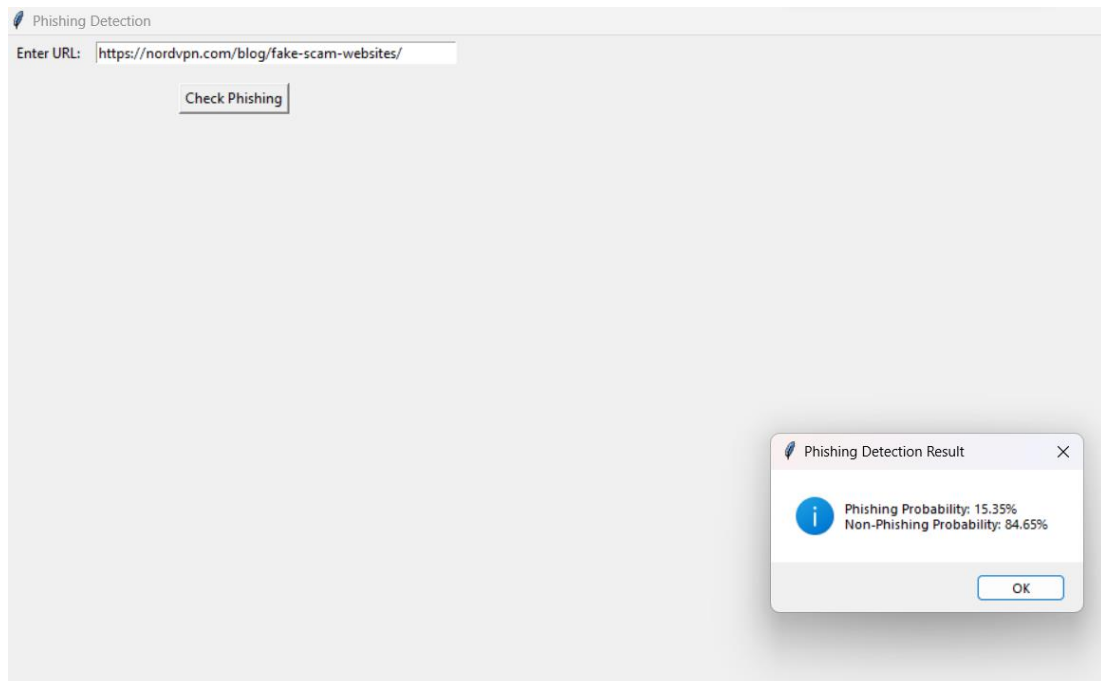 Phishing Detection
Enter URL: https://nordvpn.com/blog/fake-scam-websites/
Check Phishing
Phishing Detection Result
Phishing Probability: 15.35%
Non-Phishing Probability: 84.65%
OK